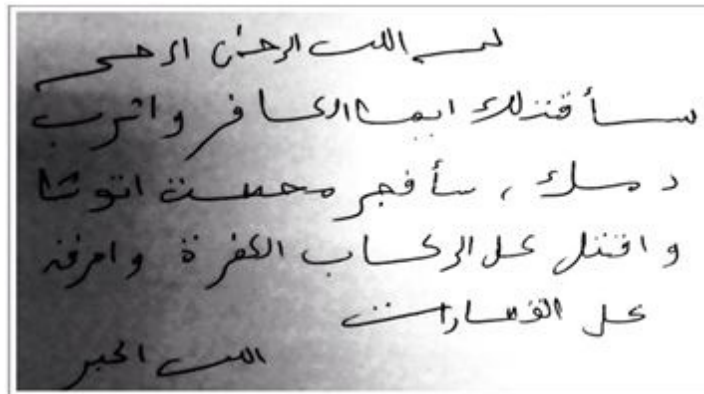 بسم الله الرحمن الرحيم
سأقتلك ايها الكافر واشرب
دمك ، سأفجر محطة اتوشا
واقتل كل الركاب الكفرة واحرق
كل القطارات
الله اكبر